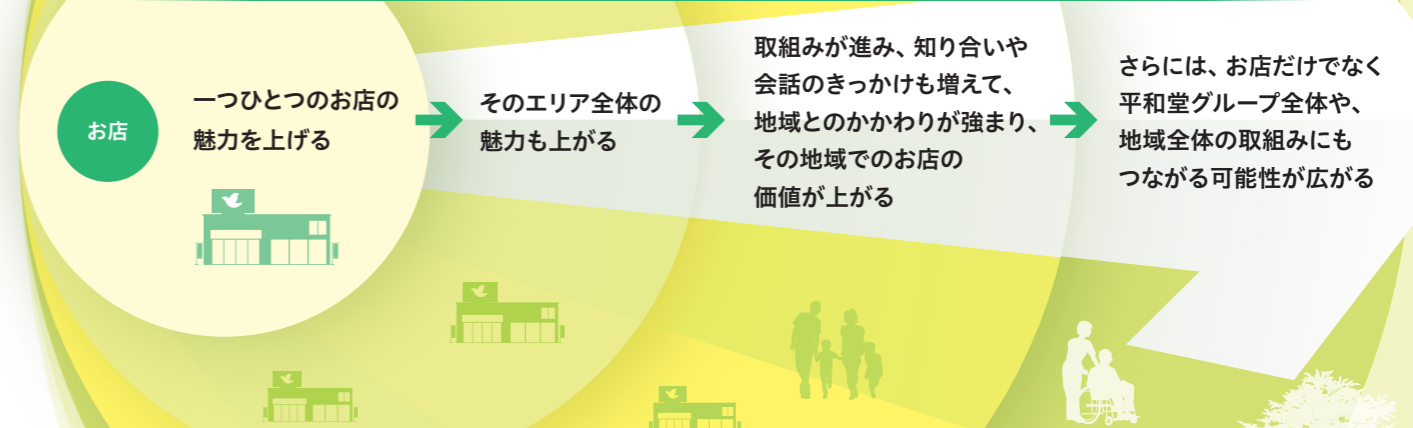 お店
一つひとつのお店の
魅力を上げる
そのエリア全体の
魅力も上がる
取組みが進み、知り合いや
会話のきっかけも増えて、
地域とのかかわりが強まり、
その地域でのお店の
価値が上がる
さらには、お店だけでなく
平和堂グループ全体や、
地域全体の取組みにも
つながる可能性が広がる